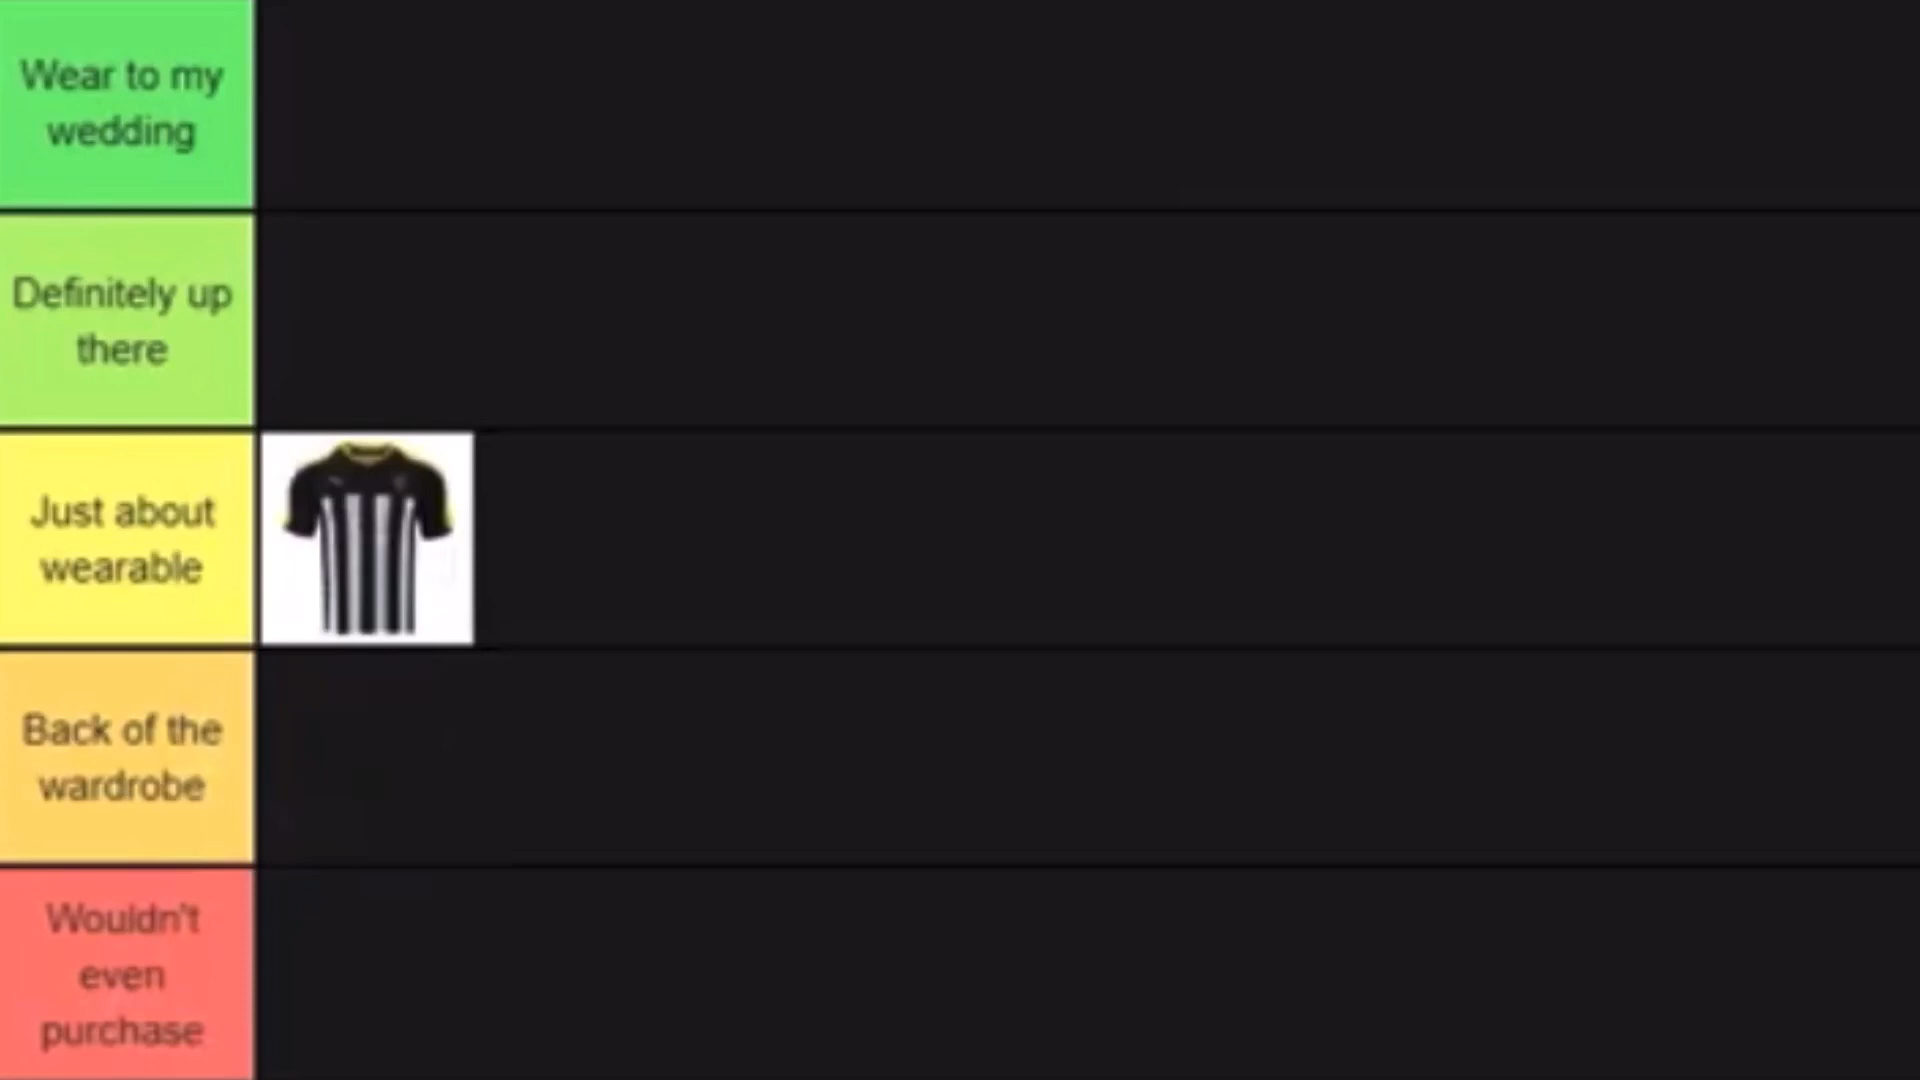 Wear to my
wedding
Definitely up
there
Just about
wearable
Back of the
wardrobe
Wouldn't
even
purchase